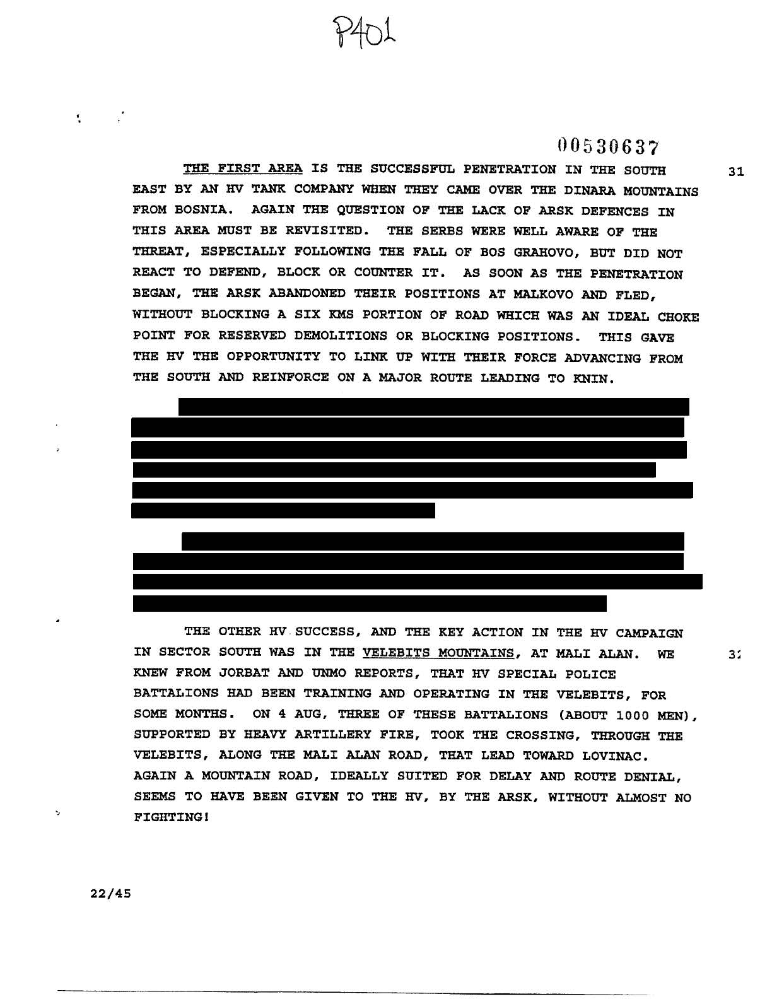 P401
00530637
THE FIRST AREA IS THE SUCCESSFUL PENETRATION IN THE SOUTH 31
EAST BY AN HV TANK COMPANY WHEN THEY CAME OVER THE DINARA MOUNTAINS
FROM BOSNIA. AGAIN THE QUESTION OF THE LACK OF ARSK DEFENCES IN
THIS AREA MUST BE REVISITED. THE SERBS WERE WELL AWARE OF THE
THREAT, ESPECIALLY FOLLOWING THE FALL OF BOS GRAHOVO, BUT DID NOT
REACT TO DEFEND, BLOCK OR COUNTER IT. AS SOON AS THE PENETRATION
BEGAN, THE ARSK ABANDONED THEIR POSITIONS AT MALKOVO AND FLED,
WITHOUT BLOCKING A SIX KMS PORTION OF ROAD WHICH WAS AN IDEAL CHOKE
POINT FOR RESERVED DEMOLITIONS OR BLOCKING POSITIONS. THIS GAVE
THE HV THE OPPORTUNITY TO LINK UP WITH THEIR FORCE ADVANCING FROM
THE SOUTH AND REINFORCE ON A MAJOR ROUTE LEADING TO KNIN.
THE OTHER HV SUCCESS, AND THE KEY ACTION IN THE HV CAMPAIGN
IN SECTOR SOUTH WAS IN THE VELEBITS MOUNTAINS, AT MALI ALAN. WE
KNEW FROM JORBAT AND UNMO REPORTS, THAT HV SPECIAL POLICE
BATTALIONS HAD BEEN TRAINING AND OPERATING IN THE VELEBITS, FOR
SOME MONTHS. ON 4 AUG, THREE OF THESE BATTALIONS (ABOUT 1000 MEN),
SUPPORTED BY HEAVY ARTILLERY FIRE, TOOK THE CROSSING, THROUGH THE
VELEBITS, ALONG THE MALI ALAN ROAD, THAT LEAD TOWARD LOVINAC.
AGAIN A MOUNTAIN ROAD, IDEALLY SUITED FOR DELAY AND ROUTE DENIAL,
SEEMS TO HAVE BEEN GIVEN TO THE HV, BY THE ARSK, WITHOUT ALMOST NO
FIGHTING!
22/45